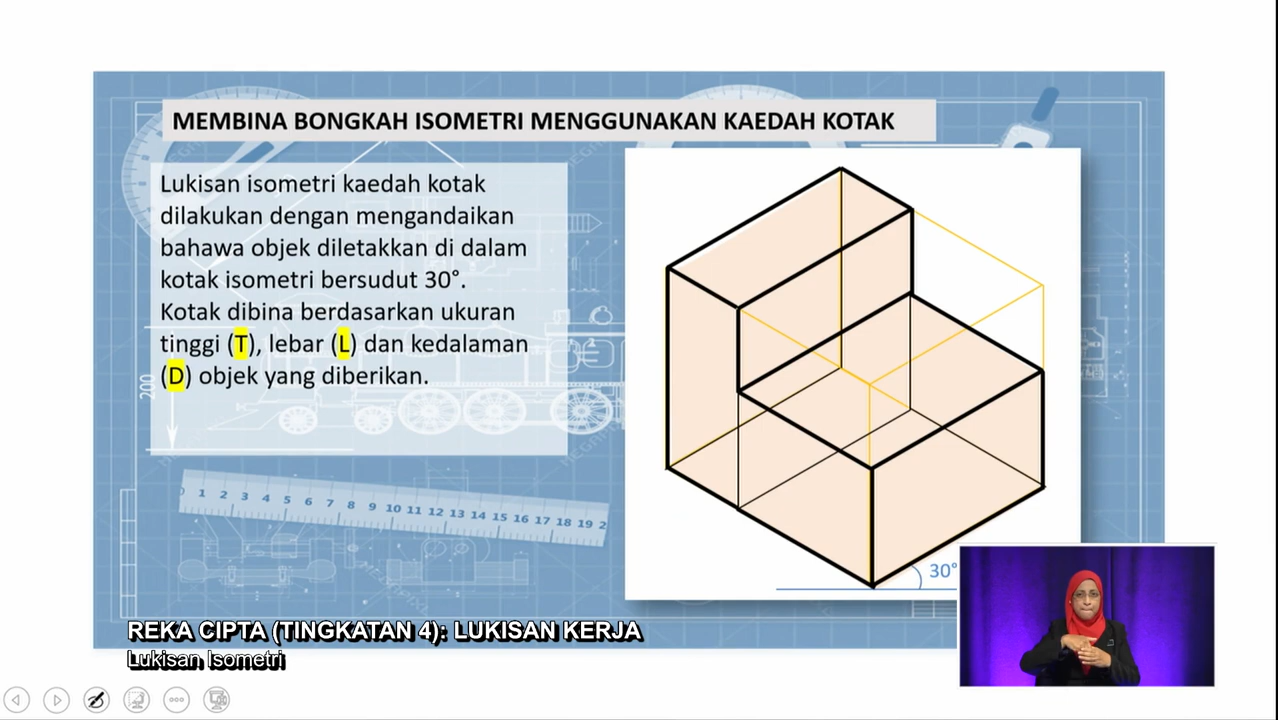 MEMBINA BONGKAH ISOMETRI MENGGUNAKAN KAEDAH KOTAK
Lukisan isometri kaedah kotak
dilakukan dengan mengandaikan
bahawa objek diletakkan di dalam
kotak isometri bersudut 30°.
Kotak dibina berdasarkan ukuran
tinggi (T), lebar (L) dan kedalaman
(D) objek yang diberikan.
200
1 2 3 4 5 6 7 8 9 10 11 12 13 14 15 16 17 18 19 2
30°
REKA CIPTA (TINGKATAN 4): LUKISAN KERJA
Lukisan Isometri